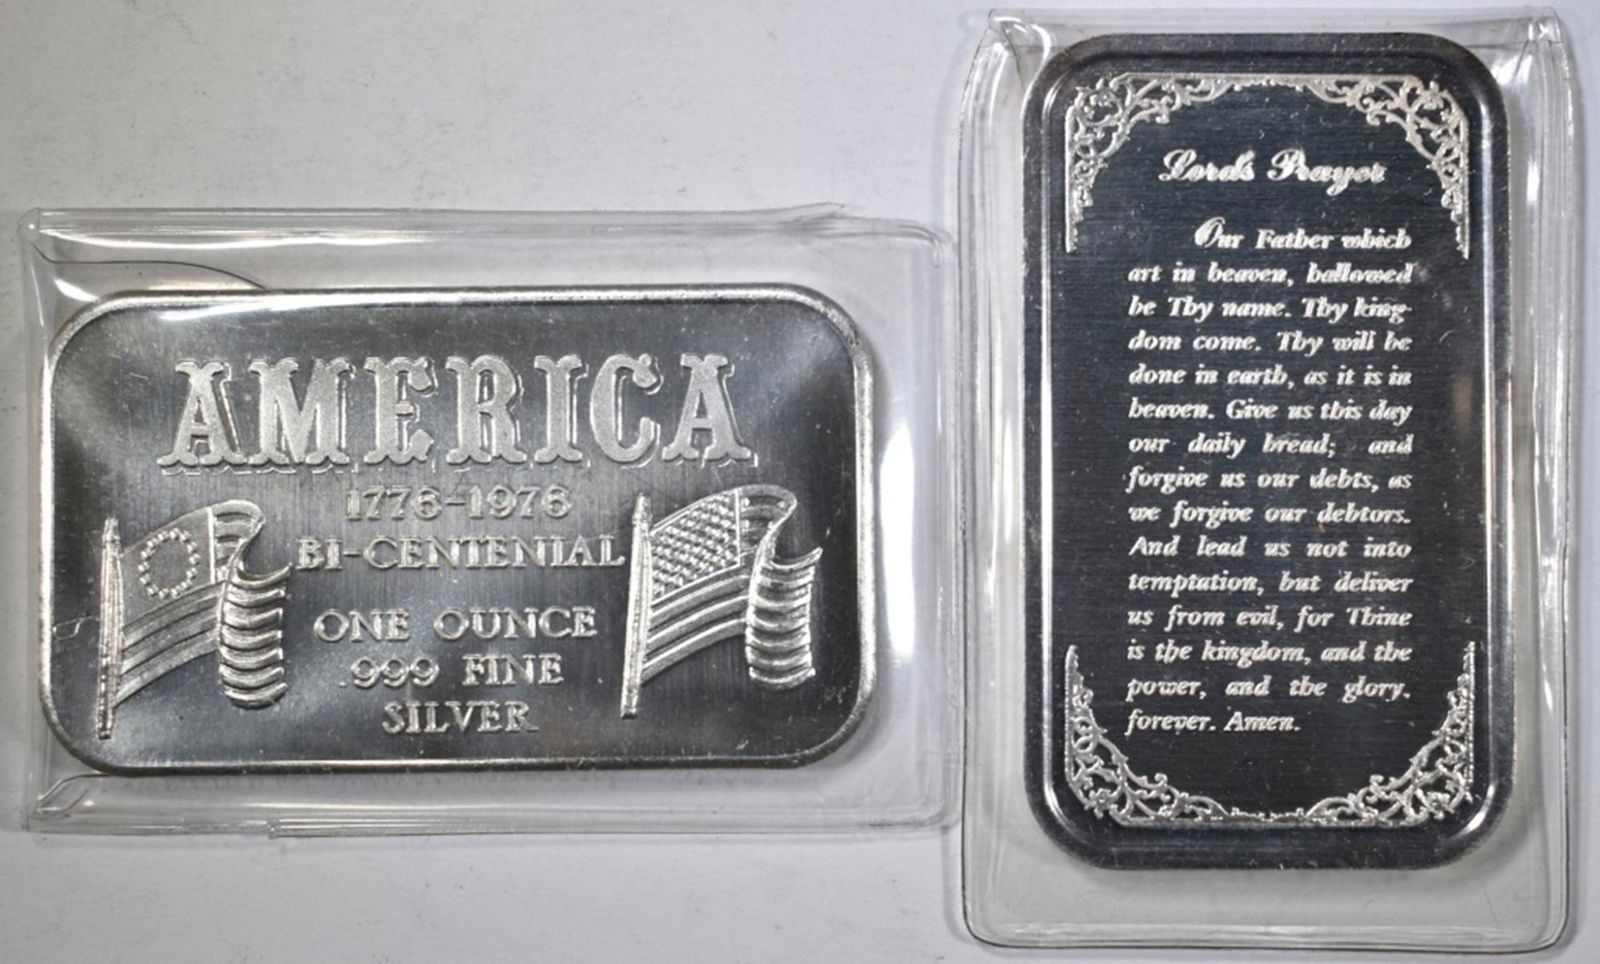 AMERICA
1776-1976
BI-CENTENIAL
ONE OUNCE
.999 FINE
SILVER
Lord's Prayer
Our Father which
art in heaven, hallowed
be Thy name. Thy king-
dom come. Thy will be
done in earth, as it is in
heaven. Give us this day
our daily bread; and
forgive us our debts, as
we forgive our debtors.
And lead us not into
temptation, but deliver
us from evil, for Thine
is the kingdom, and the
power, and the glory,
forever. Amen.